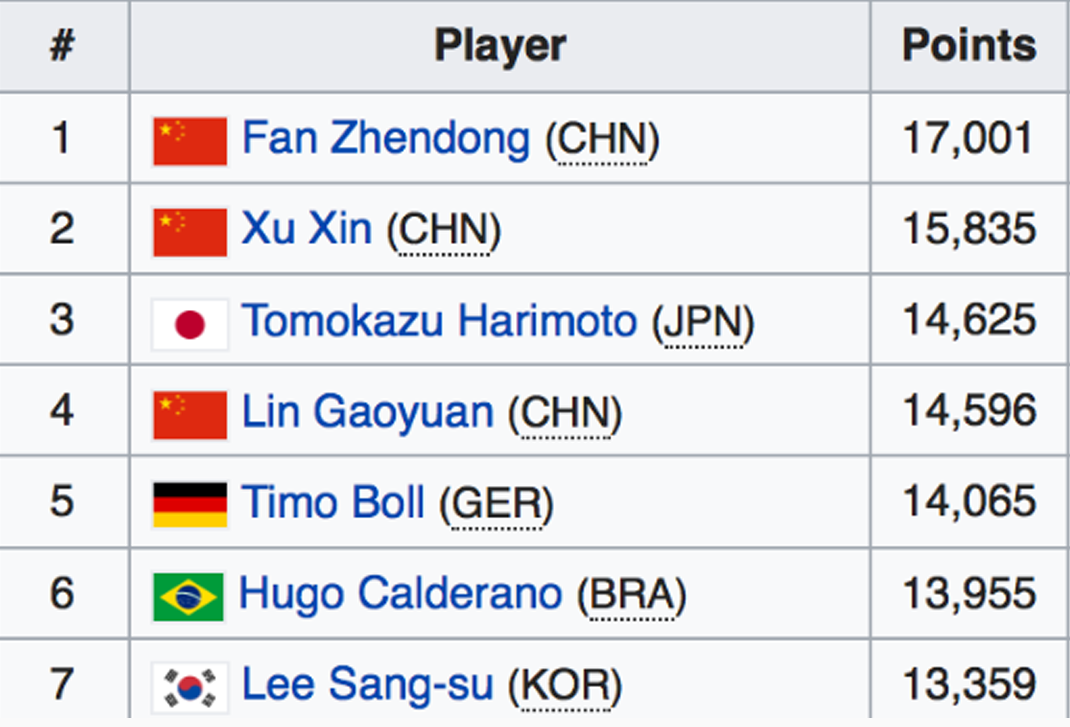 # Player Points
1 Fan Zhendong (CHN) 17,001
2 Xu Xin (CHN) 15,835
3 Tomokazu Harimoto (JPN) 14,625
4 Lin Gaoyuan (CHN) 14,596
5 Timo Boll (GER) 14,065
6 Hugo Calderano (BRA) 13,955
7 Lee Sang-su (KOR) 13,359